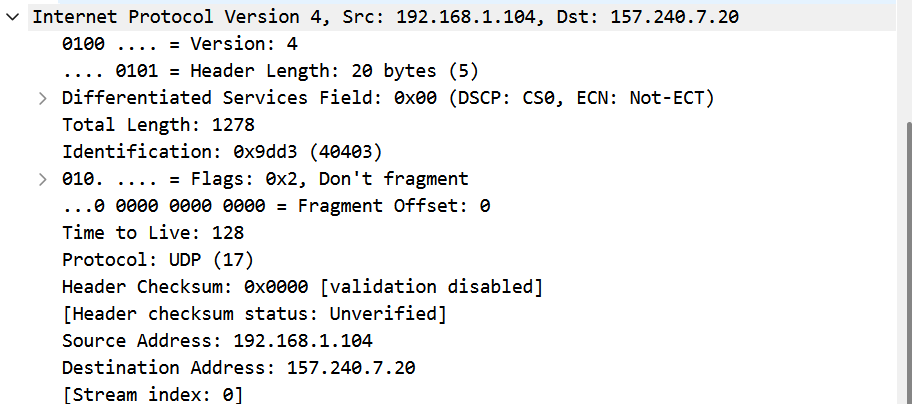 Internet Protocol Version 4, Src: 192.168.1.104, Dst: 157.240.7.20
0100 .... = Version: 4
.... 0101 = Header Length: 20 bytes (5)
Differentiated Services Field: 0x00 (DSCP: CS0, ECN: Not-ECT)
Total Length: 1278
Identification: 0x9dd3 (40403)
010. .... = Flags: 0x2, Don't fragment
...0 0000 0000 0000 = Fragment Offset: 0
Time to Live: 128
Protocol: UDP (17)
Header Checksum: 0x0000 [validation disabled]
[Header checksum status: Unverified]
Source Address: 192.168.1.104
Destination Address: 157.240.7.20
[Stream index: 0]